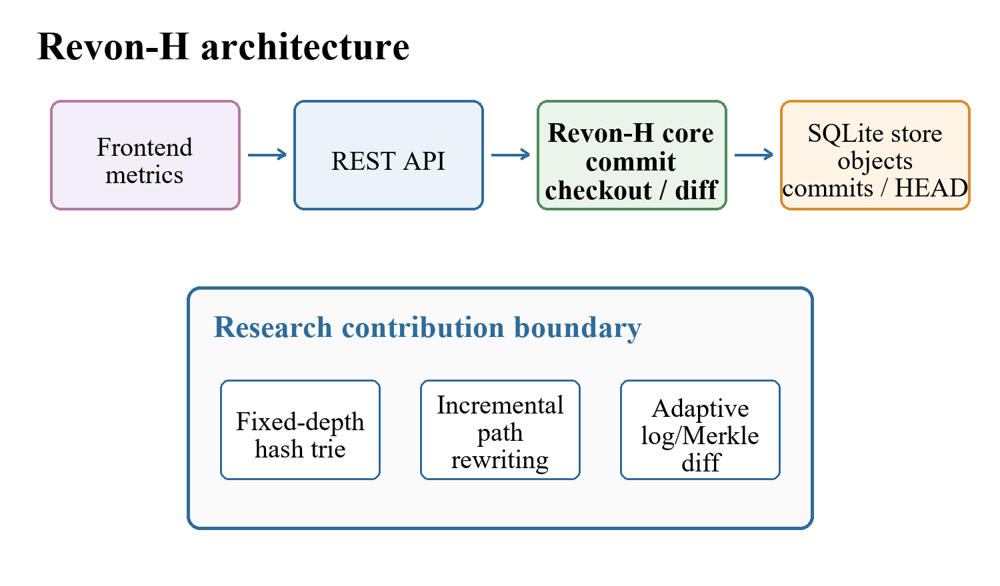 Revon-H architecture
Frontend
metrics
REST API
Revon-H core
commit
checkout / diff
SQLite store
objects
commits / HEAD
Research contribution boundary
Fixed-depth
hash trie
Incremental
path
rewriting
Adaptive
log/Merkle
diff